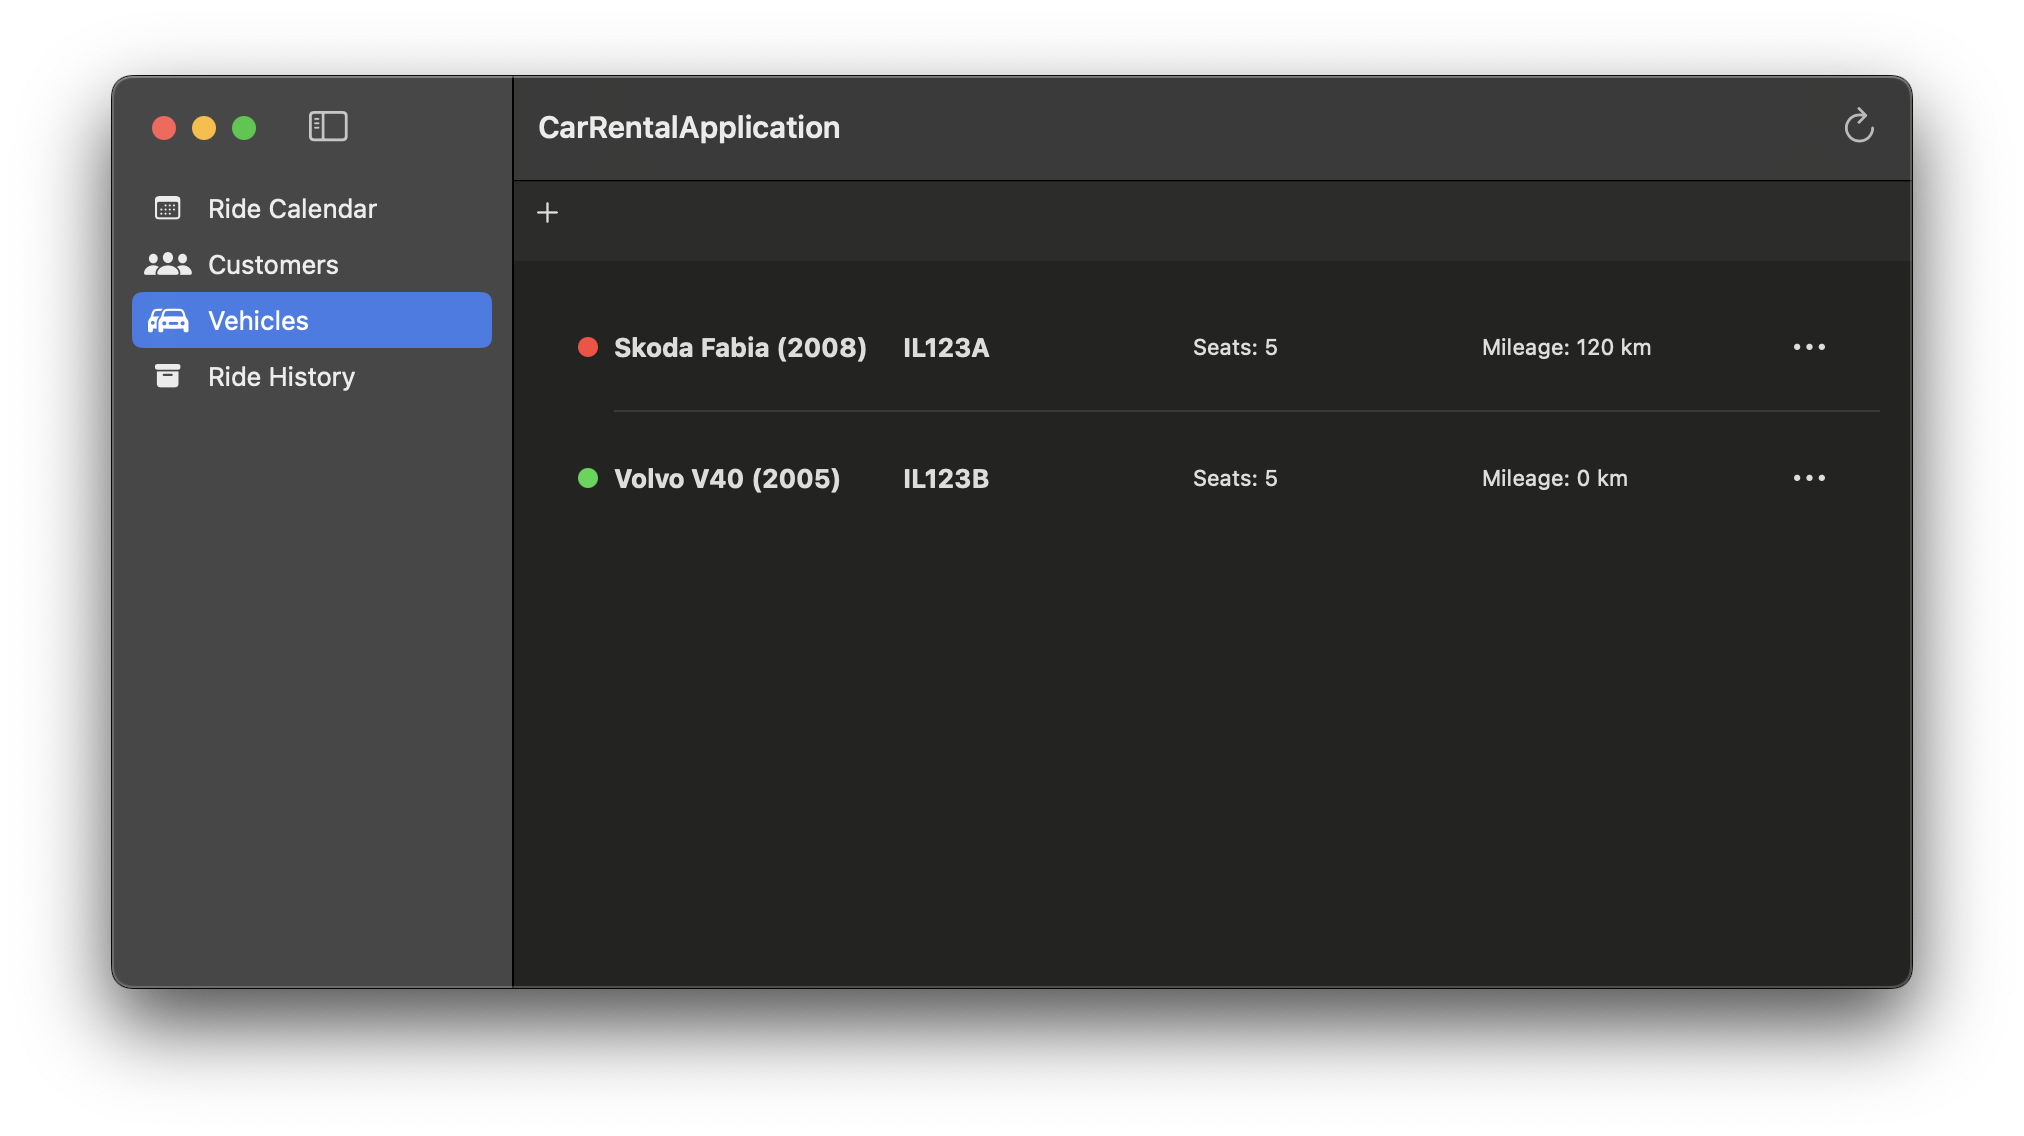 CarRentalApplication
Ride Calendar
Customers
Vehicles
Ride History
Skoda Fabia (2008) IL123A Seats: 5 Mileage: 120 km
Volvo V40 (2005) IL123B Seats: 5 Mileage: 0 km